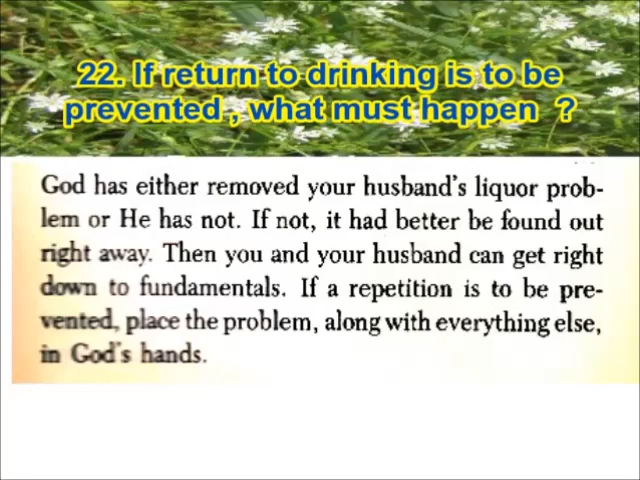 22. If return to drinking is to be
prevented , what must happen  ?
God has either removed your husband's liquor prob-
lem or He has not. If not, it had better be found out
right away. Then you and your husband can get right
down to fundamentals. If a repetition is to be pre-
vented, place the problem, along with everything else,
in God's hands.